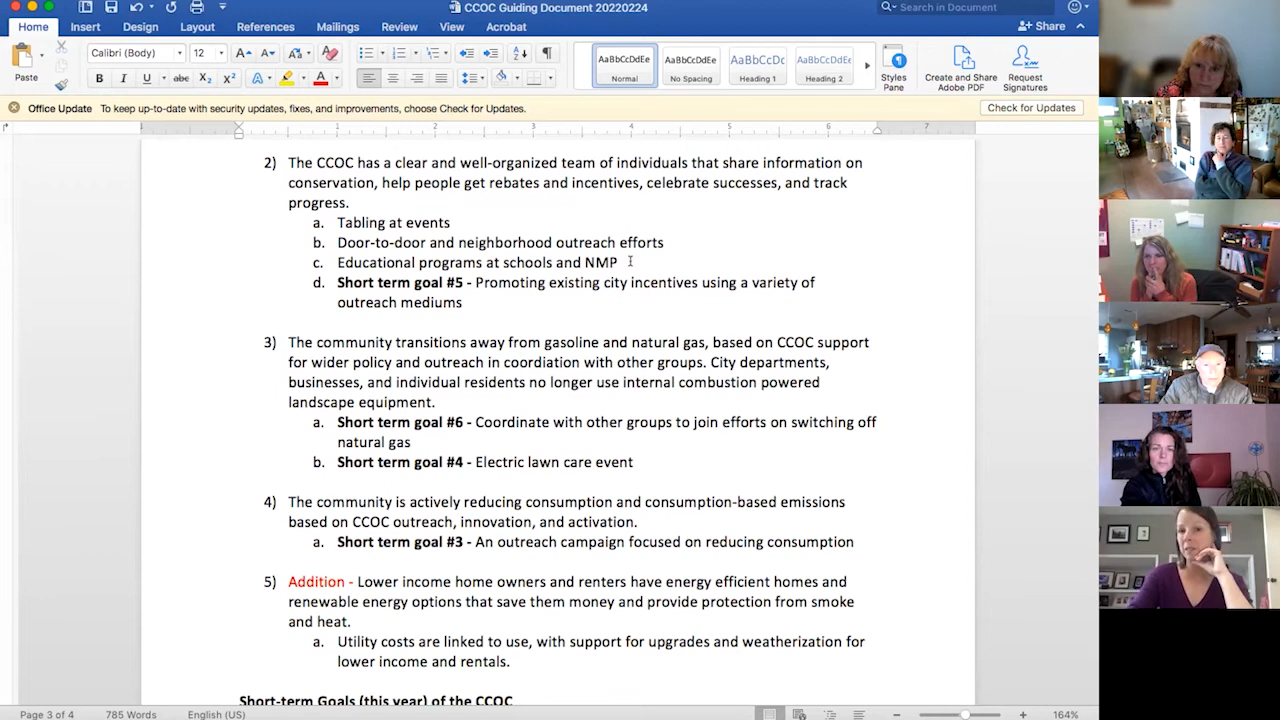 CCOC Guiding Document 20220224
Search in Document
Home Insert Design Layout References Mailings Review View Acrobat
Share
Paste
Calibri (Body) 12
AaBbCcDdEe AaBbCcDdEe AaBbCcDc AaBbCcDdEe
Normal No Spacing Heading 1 Heading 2
Styles Pane
Create and Share Adobe PDF
Request Signatures
Office Update To keep up-to-date with security updates, fixes, and improvements, choose Check for Updates.
Check for Updates
1 1 2 3 4 5 6 7
2) The CCOC has a clear and well-organized team of individuals that share information on
conservation, help people get rebates and incentives, celebrate successes, and track
progress.
a. Tabling at events
b. Door-to-door and neighborhood outreach efforts
c. Educational programs at schools and NMP
d. Short term goal #5 - Promoting existing city incentives using a variety of
outreach mediums
3) The community transitions away from gasoline and natural gas, based on CCOC support
for wider policy and outreach in coordiation with other groups. City departments,
businesses, and individual residents no longer use internal combustion powered
landscape equipment.
a. Short term goal #6 - Coordinate with other groups to join efforts on switching off
natural gas
b. Short term goal #4 - Electric lawn care event
4) The community is actively reducing consumption and consumption-based emissions
based on CCOC outreach, innovation, and activation.
a. Short term goal #3 - An outreach campaign focused on reducing consumption
5) Addition - Lower income home owners and renters have energy efficient homes and
renewable energy options that save them money and provide protection from smoke
and heat.
a. Utility costs are linked to use, with support for upgrades and weatherization for
lower income and rentals.
Short-term Goals (this year) of the CCOC
Page 3 of 4 785 Words English (US)
164%